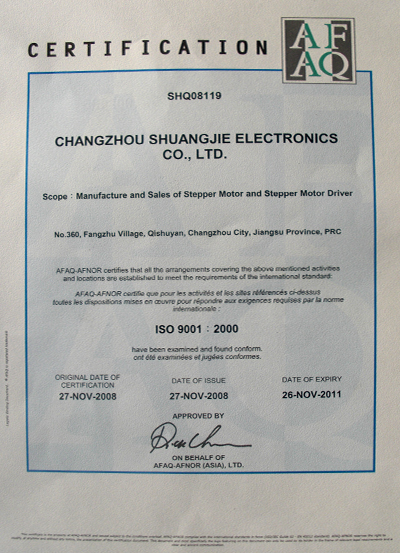 CERTIFICATION
AF
AQ
SHQ08119
CHANGZHOU SHUANGJIE ELECTRONICS
CO., LTD.
Scope : Manufacture and Sales of Stepper Motor and Stepper Motor Driver
No.360, Fangzhu Village, Qishuyan, Changzhou City, Jiangsu Province, PRC
AFAQ-AFNOR certifies that all the arrangements covering the above mentioned activities
and locations are established to meet the requirements of the international standard:
AFAQ-AFNOR certifie que pour les activités et les sites référencés ci-dessus
toutes les dispositions mises en œuvre pour répondre aux exigences requises par la norme
internationale :
ISO 9001 : 2000
have been examined and found conform.
ont été examinées et jugées conformes.
ORIGINAL DATE OF
CERTIFICATION
27-NOV-2008
DATE OF ISSUE
27-NOV-2008
DATE OF EXPIRY
26-NOV-2011
APPROVED BY
ON BEHALF OF
AFAQ-AFNOR (ASIA), LTD.